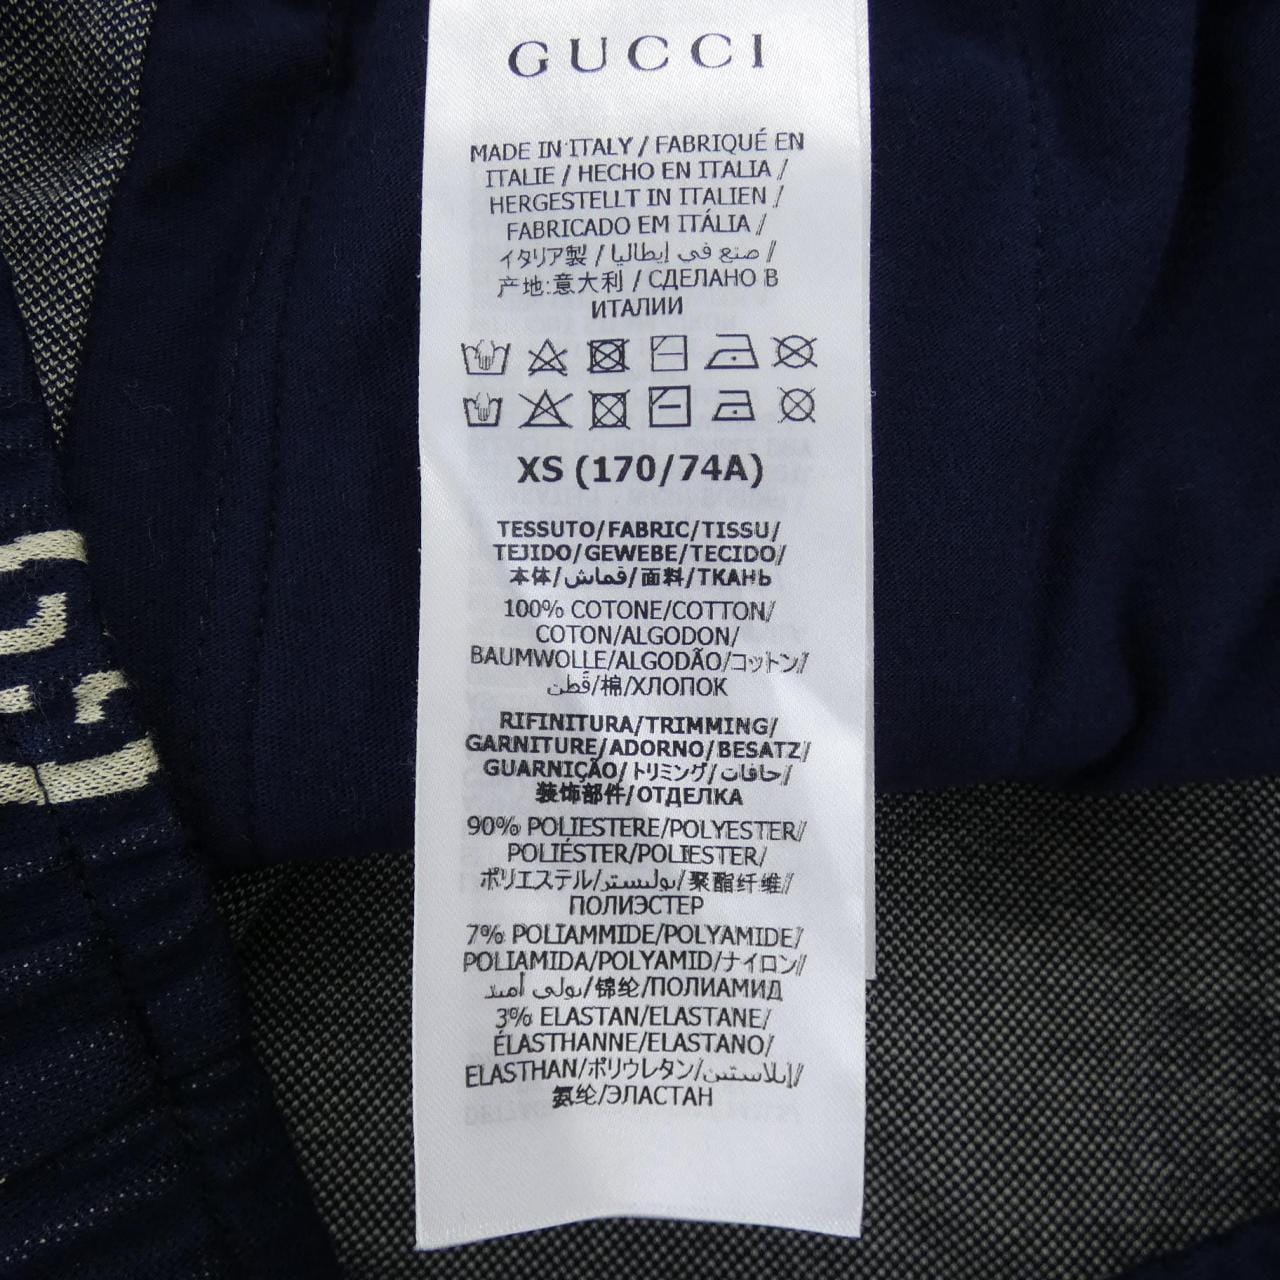 GUCCI
MADE IN ITALY / FABRIQUÉ EN
ITALIE / HECHO EN ITALIA /
HERGESTELLT IN ITALIEN /
FABRICADO EM ITÁLIA /
イタリア製 / صنع في إيطاليا /
产地:意大利 / СДЕЛАНО В
ИТАЛИИ
XS (170/74A)
TESSUTO/FABRIC/TISSU/
TEJIDO/GEWEBE/TECIDO/
本体/قماش/面料/ТКАНЬ
100% COTONE/COTTON/
COTON/ALGODON/
BAUMWOLLE/ALGODÃO/コットン/
قُطن/棉/ХЛОПОК
RIFINITURA/TRIMMING/
GARNITURE/ADORNO/BESATZ/
GUARNIÇÃO/トリミング/حافات/
装饰部件/ОТДЕЛКА
90% POLIESTERE/POLYESTER/
POLIÉSTER/POLIESTER/
ポリエステル/بوليستر/聚酯纤维/
ПОЛИЭСТЕР
7% POLIAMMIDE/POLYAMIDE/
POLIAMIDA/POLYAMID/ナイロン/
بولي أميد/锦纶/ПОЛИАМИД
3% ELASTAN/ELASTANE/
ÉLASTHANNE/ELASTANO/
ELASTHAN/ポリウレタン/إيلاستين/
氨纶/ЭЛАСТАН